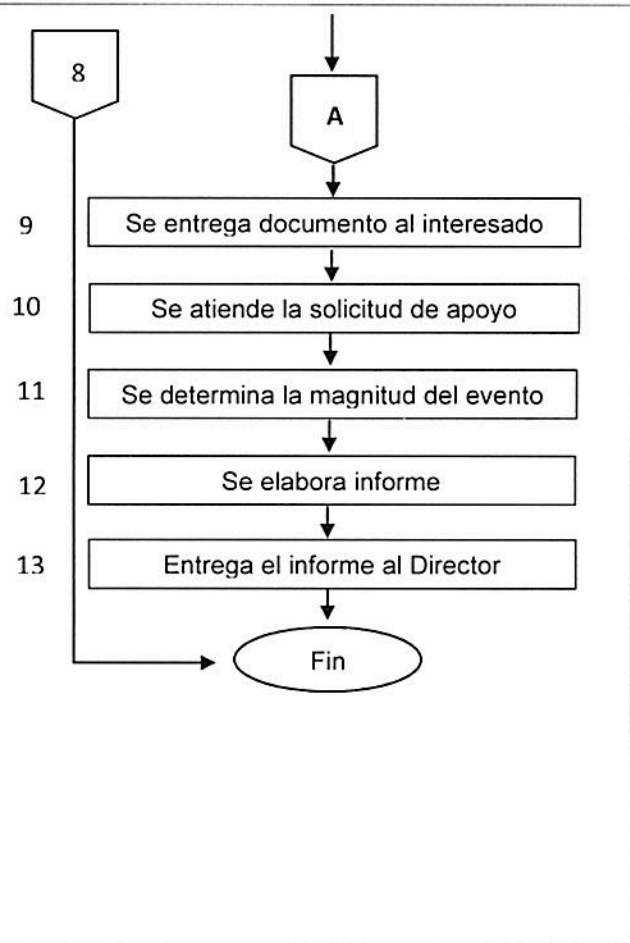 8
A
9 Se entrega documento al interesado
10 Se atiende la solicitud de apoyo
11 Se determina la magnitud del evento
12 Se elabora informe
13 Entrega el informe al Director
Fin